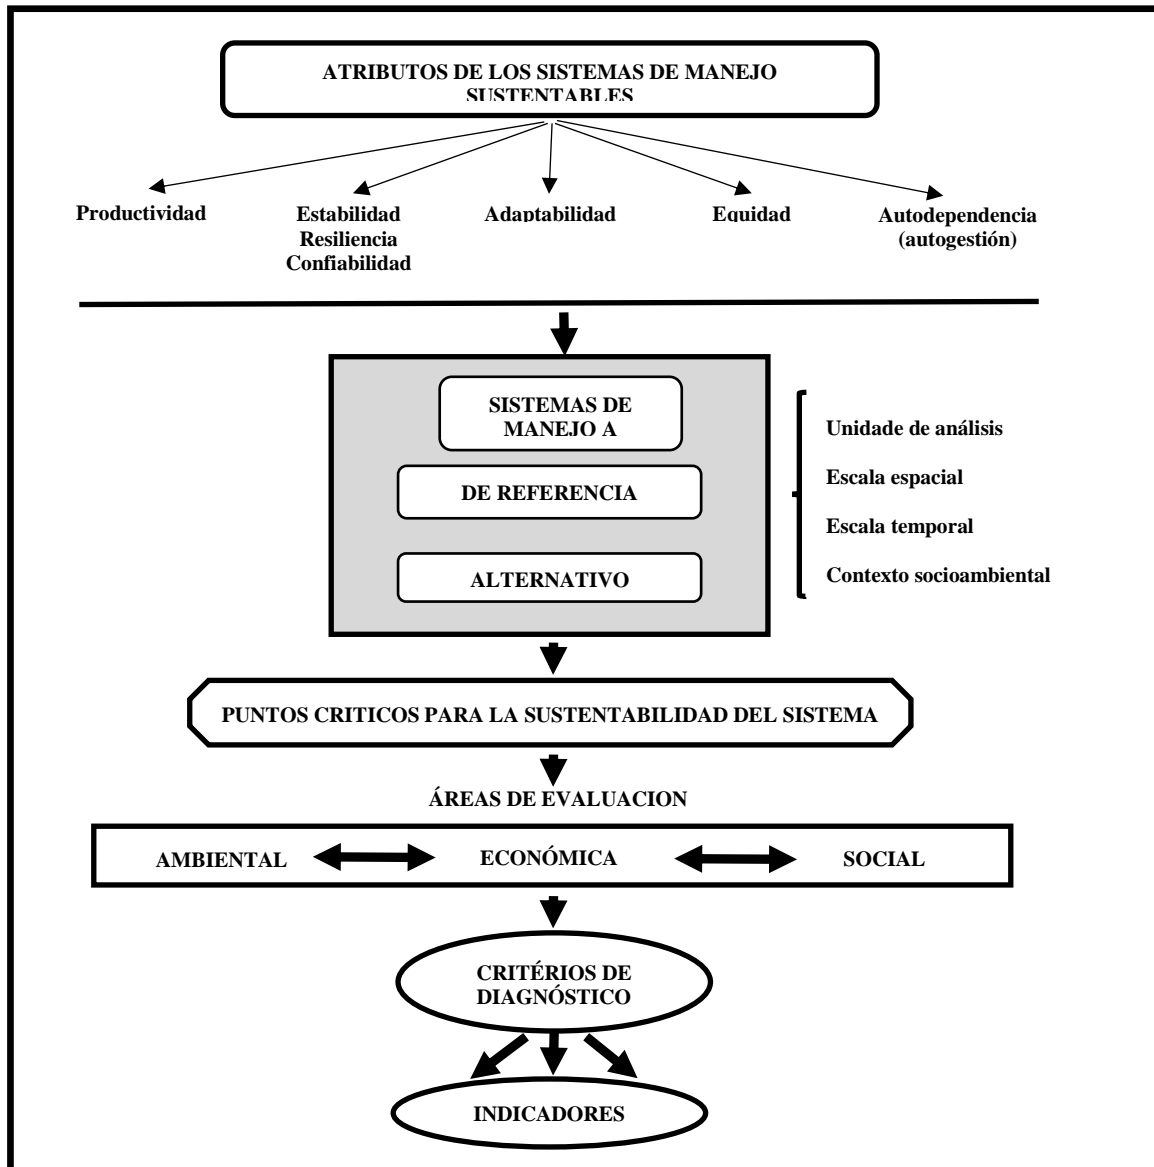 ATRIBUTOS DE LOS SISTEMAS DE MANEJO
SUSTENTABLES
Productividad
Estabilidad
Resiliencia
Confiabilidad
Adaptabilidad
Equidad
Autodependencia
(autogestión)
SISTEMAS DE
MANEJO A
DE REFERENCIA
ALTERNATIVO
Unidade de análisis
Escala espacial
Escala temporal
Contexto socioambiental
PUNTOS CRITICOS PARA LA SUSTENTABILIDAD DEL SISTEMA
ÁREAS DE EVALUACION
AMBIENTAL
ECONÓMICA
SOCIAL
CRITÉRIOS DE
DIAGNÓSTICO
INDICADORES